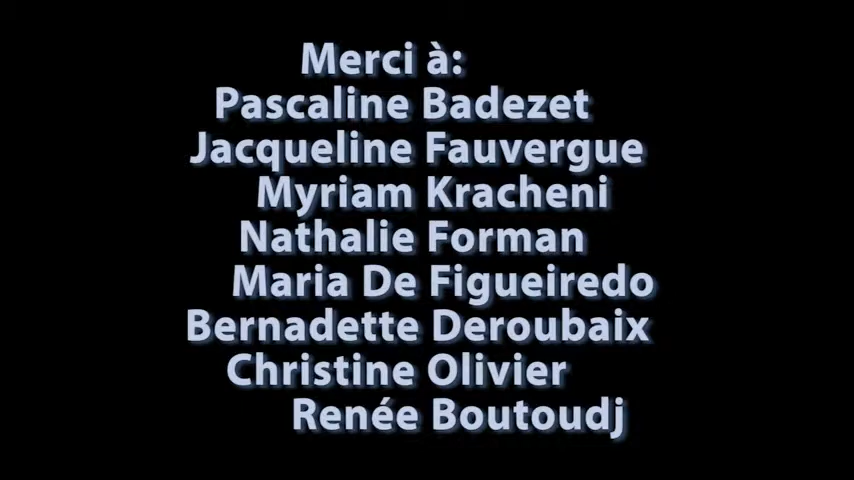 Merci à:
Pascaline Badezet
Jacqueline Fauvergue
Myriam Kracheni
Nathalie Forman
Maria De Figueiredo
Bernadette Deroubaix
Christine Olivier
Renée Boutoudj